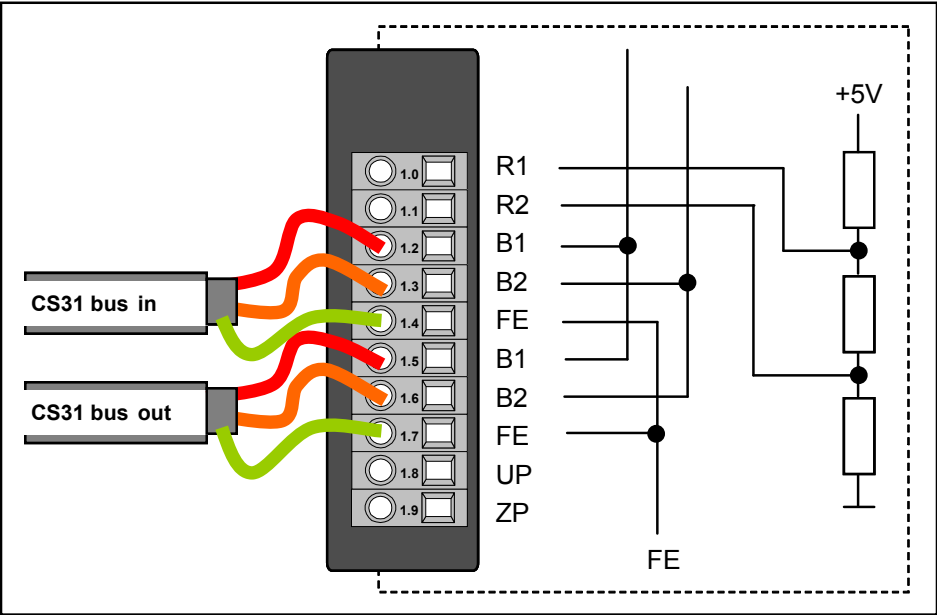 +5V
1.0 R1
1.1 R2
1.2 B1
CS31 bus in
1.3 B2
1.4 FE
1.5 B1
CS31 bus out
1.6 B2
1.7 FE
1.8 UP
1.9 ZP
FE